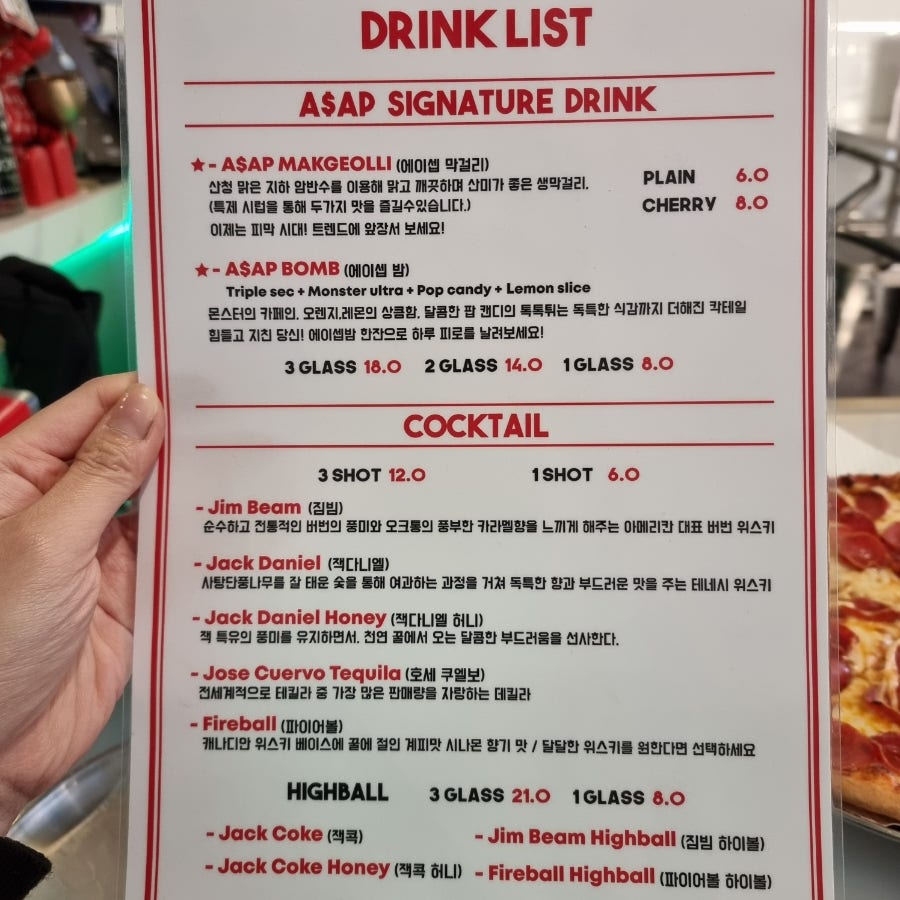 DRINK LIST
A$AP SIGNATURE DRINK
★ - A$AP MAKGEOLLI (에이셉 막걸리)
산청 맑은 지하 암반수를 이용해 맑고 깨끗하며 산미가 좋은 생막걸리.
(특제 시럽을 통해 두가지 맛을 즐길수있습니다.)
이제는 피막 시대! 트렌드에 앞장서 보세요!
PLAIN 6.0
CHERRY 8.0
★ - A$AP BOMB (에이셉 밤)
Triple sec + Monster ultra + Pop candy + Lemon slice
몬스터의 카페인, 오렌지,레몬의 상큼함, 달콤한 팝 캔디의 톡톡튀는 독특한 식감까지 더해진 칵테일
힘들고 지친 당신! 에이셉밤 한잔으로 하루 피로를 날려보세요!
3 GLASS 18.0 2 GLASS 14.0 1 GLASS 8.0
COCKTAIL
3 SHOT 12.0 1 SHOT 6.0
- Jim Beam (짐빔)
순수하고 전통적인 버번의 풍미와 오크통의 풍부한 카라멜향을 느끼게 해주는 아메리칸 대표 버번 위스키
- Jack Daniel (잭다니엘)
사탕단풍나무를 잘 태운 숯을 통해 여과하는 과정을 거쳐 독특한 향과 부드러운 맛을 주는 테네시 위스키
- Jack Daniel Honey (잭다니엘 허니)
잭 특유의 풍미를 유지하면서, 천연 꿀에서 오는 달콤한 부드러움을 선사한다.
- Jose Cuervo Tequila (호세 쿠엘보)
전세계적으로 테킬라 중 가장 많은 판매량을 자랑하는 데킬라
- Fireball (파이어볼)
캐나디안 위스키 베이스에 꿀에 절인 계피맛 시나몬 향기 맛 / 달달한 위스키를 원한다면 선택하세요
HIGHBALL 3 GLASS 21.0 1 GLASS 8.0
- Jack Coke (잭콕) - Jim Beam Highball (짐빔 하이볼)
- Jack Coke Honey (잭콕 허니) - Fireball Highball (파이어볼 하이볼)